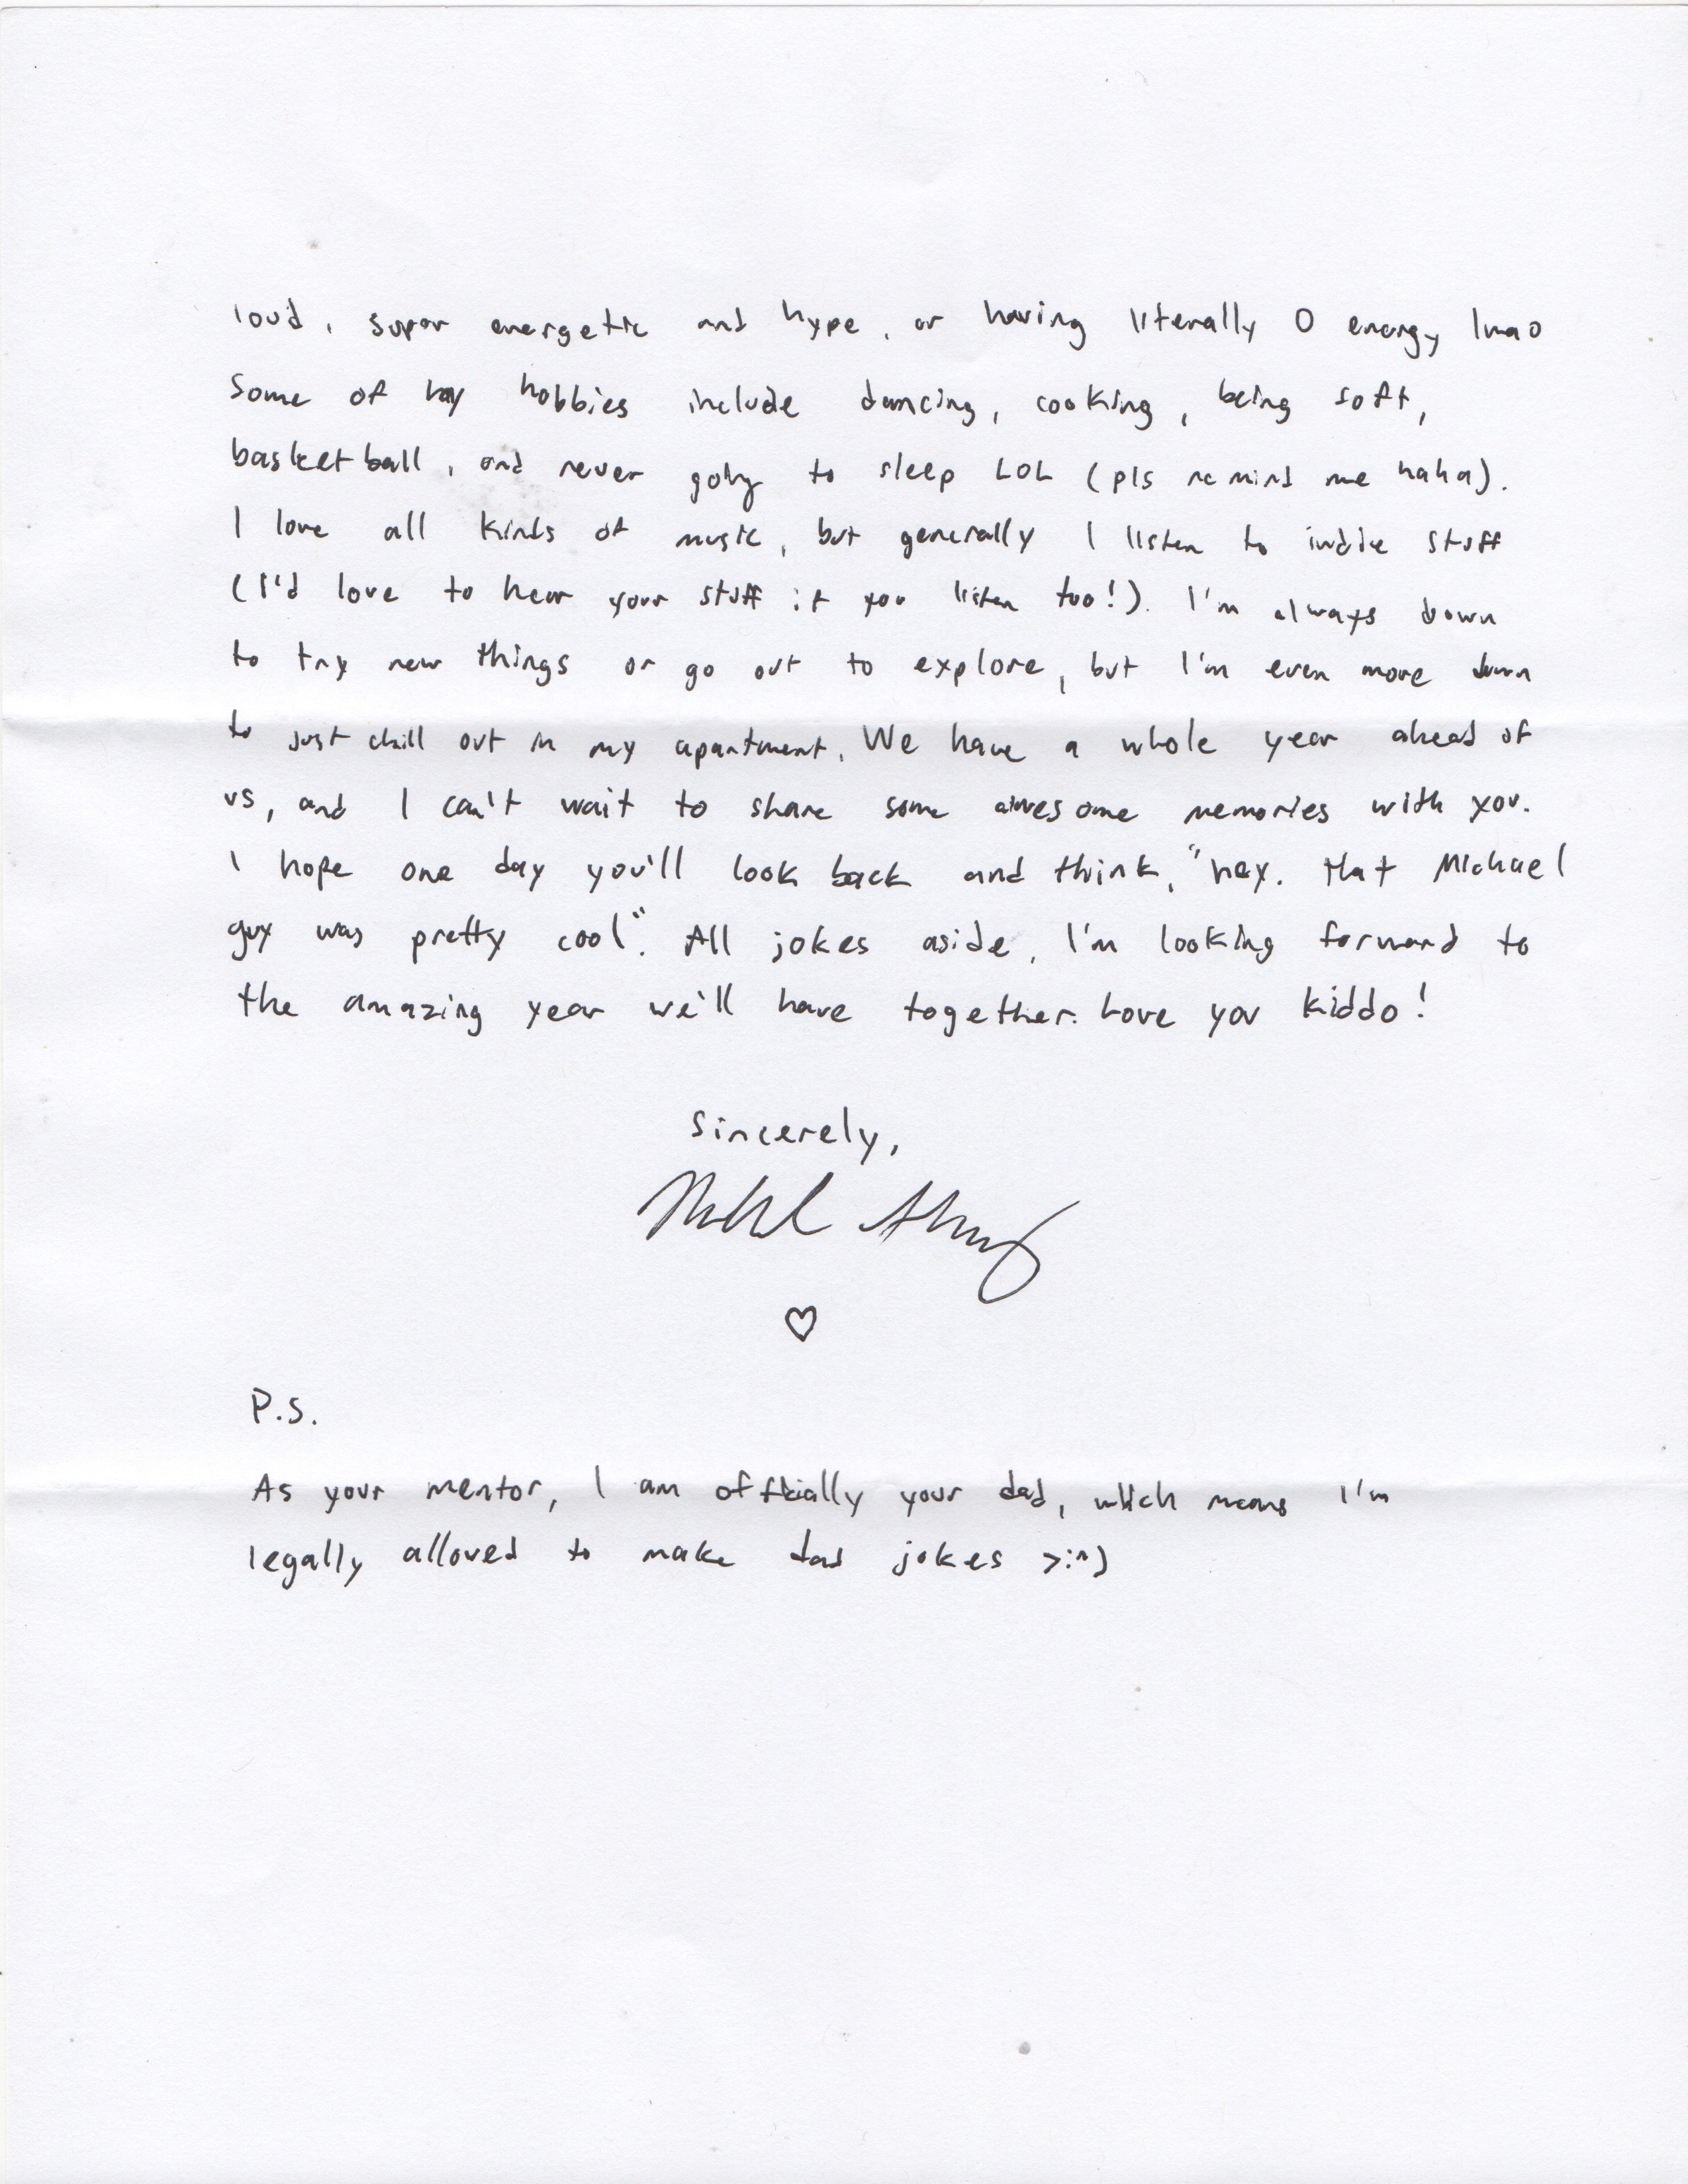 loud, super energetic and hype, or having literally 0 energy lmao
Some of my hobbies include dancing, cooking, being soft,
basketball, and never going to sleep LOL (pls remind me haha).
I love all kinds of music, but generally I listen to indie stuff
(I'd love to hear your stuff if you listen too!). I'm always down
to try new things or go out to explore, but I'm even more down
to just chill out in my apartment. We have a whole year ahead of
us, and I can't wait to share some awesome memories with you.
I hope one day you'll look back and think, "hey. that Michael
guy was pretty cool". All jokes aside, I'm looking forward to
the amazing year we'll have together. Love you kiddo!
Sincerely,
♡
P.S.
As your mentor, I am officially your dad, which means I'm
legally allowed to make dad jokes >:^)